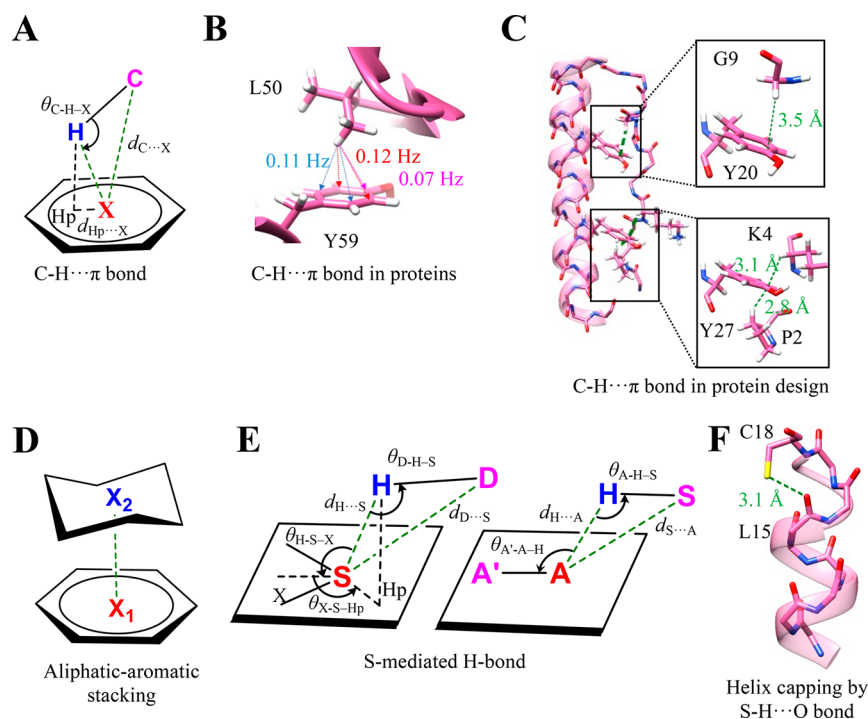 A
C
θC-H–X
H
dC···X
Hp
X
dHp···X
C-H···π bond
B
L50
0.11 Hz
0.12 Hz
0.07 Hz
Y59
C-H···π bond in proteins
C
G9
3.5 Å
Y20
K4
3.1 Å
2.8 Å
Y27
P2
C-H···π bond in protein design
D
X2
X1
Aliphatic-aromatic
stacking
E
θD-H–S
H
D
dH···S
dD···S
θH-S–X
S
X
Hp
θX-S–Hp
θA-H–S
H
S
dH···A
dS···A
θA'-A–H
A'
A
S-mediated H-bond
F
C18
3.1 Å
L15
Helix capping by
S-H···O bond